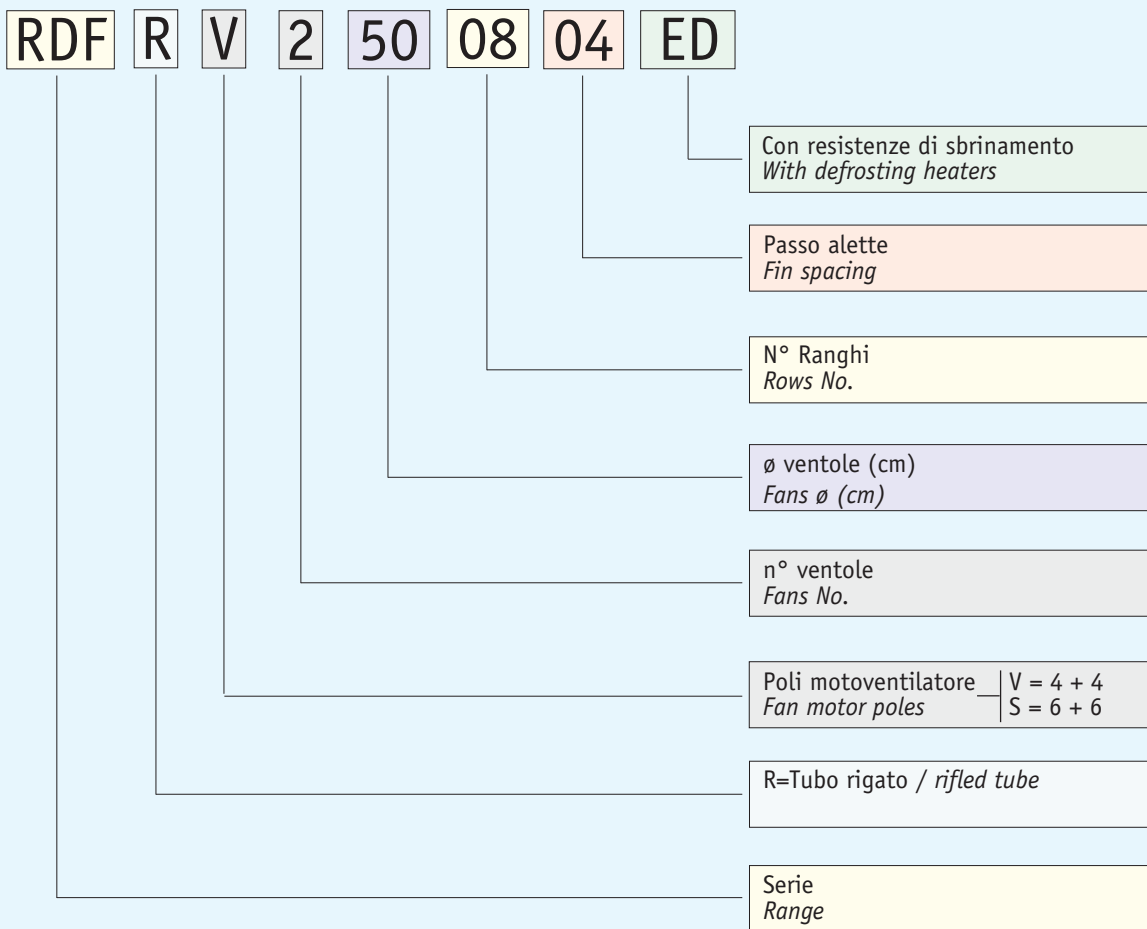 RDF R V 2 50 08 04 ED
Con resistenze di sbrinamento
With defrosting heaters
Passo alette
Fin spacing
N° Ranghi
Rows No.
ø ventole (cm)
Fans ø (cm)
n° ventole
Fans No.
Poli motoventilatore V = 4 + 4
Fan motor poles S = 6 + 6
R=Tubo rigato / rifled tube
Serie
Range